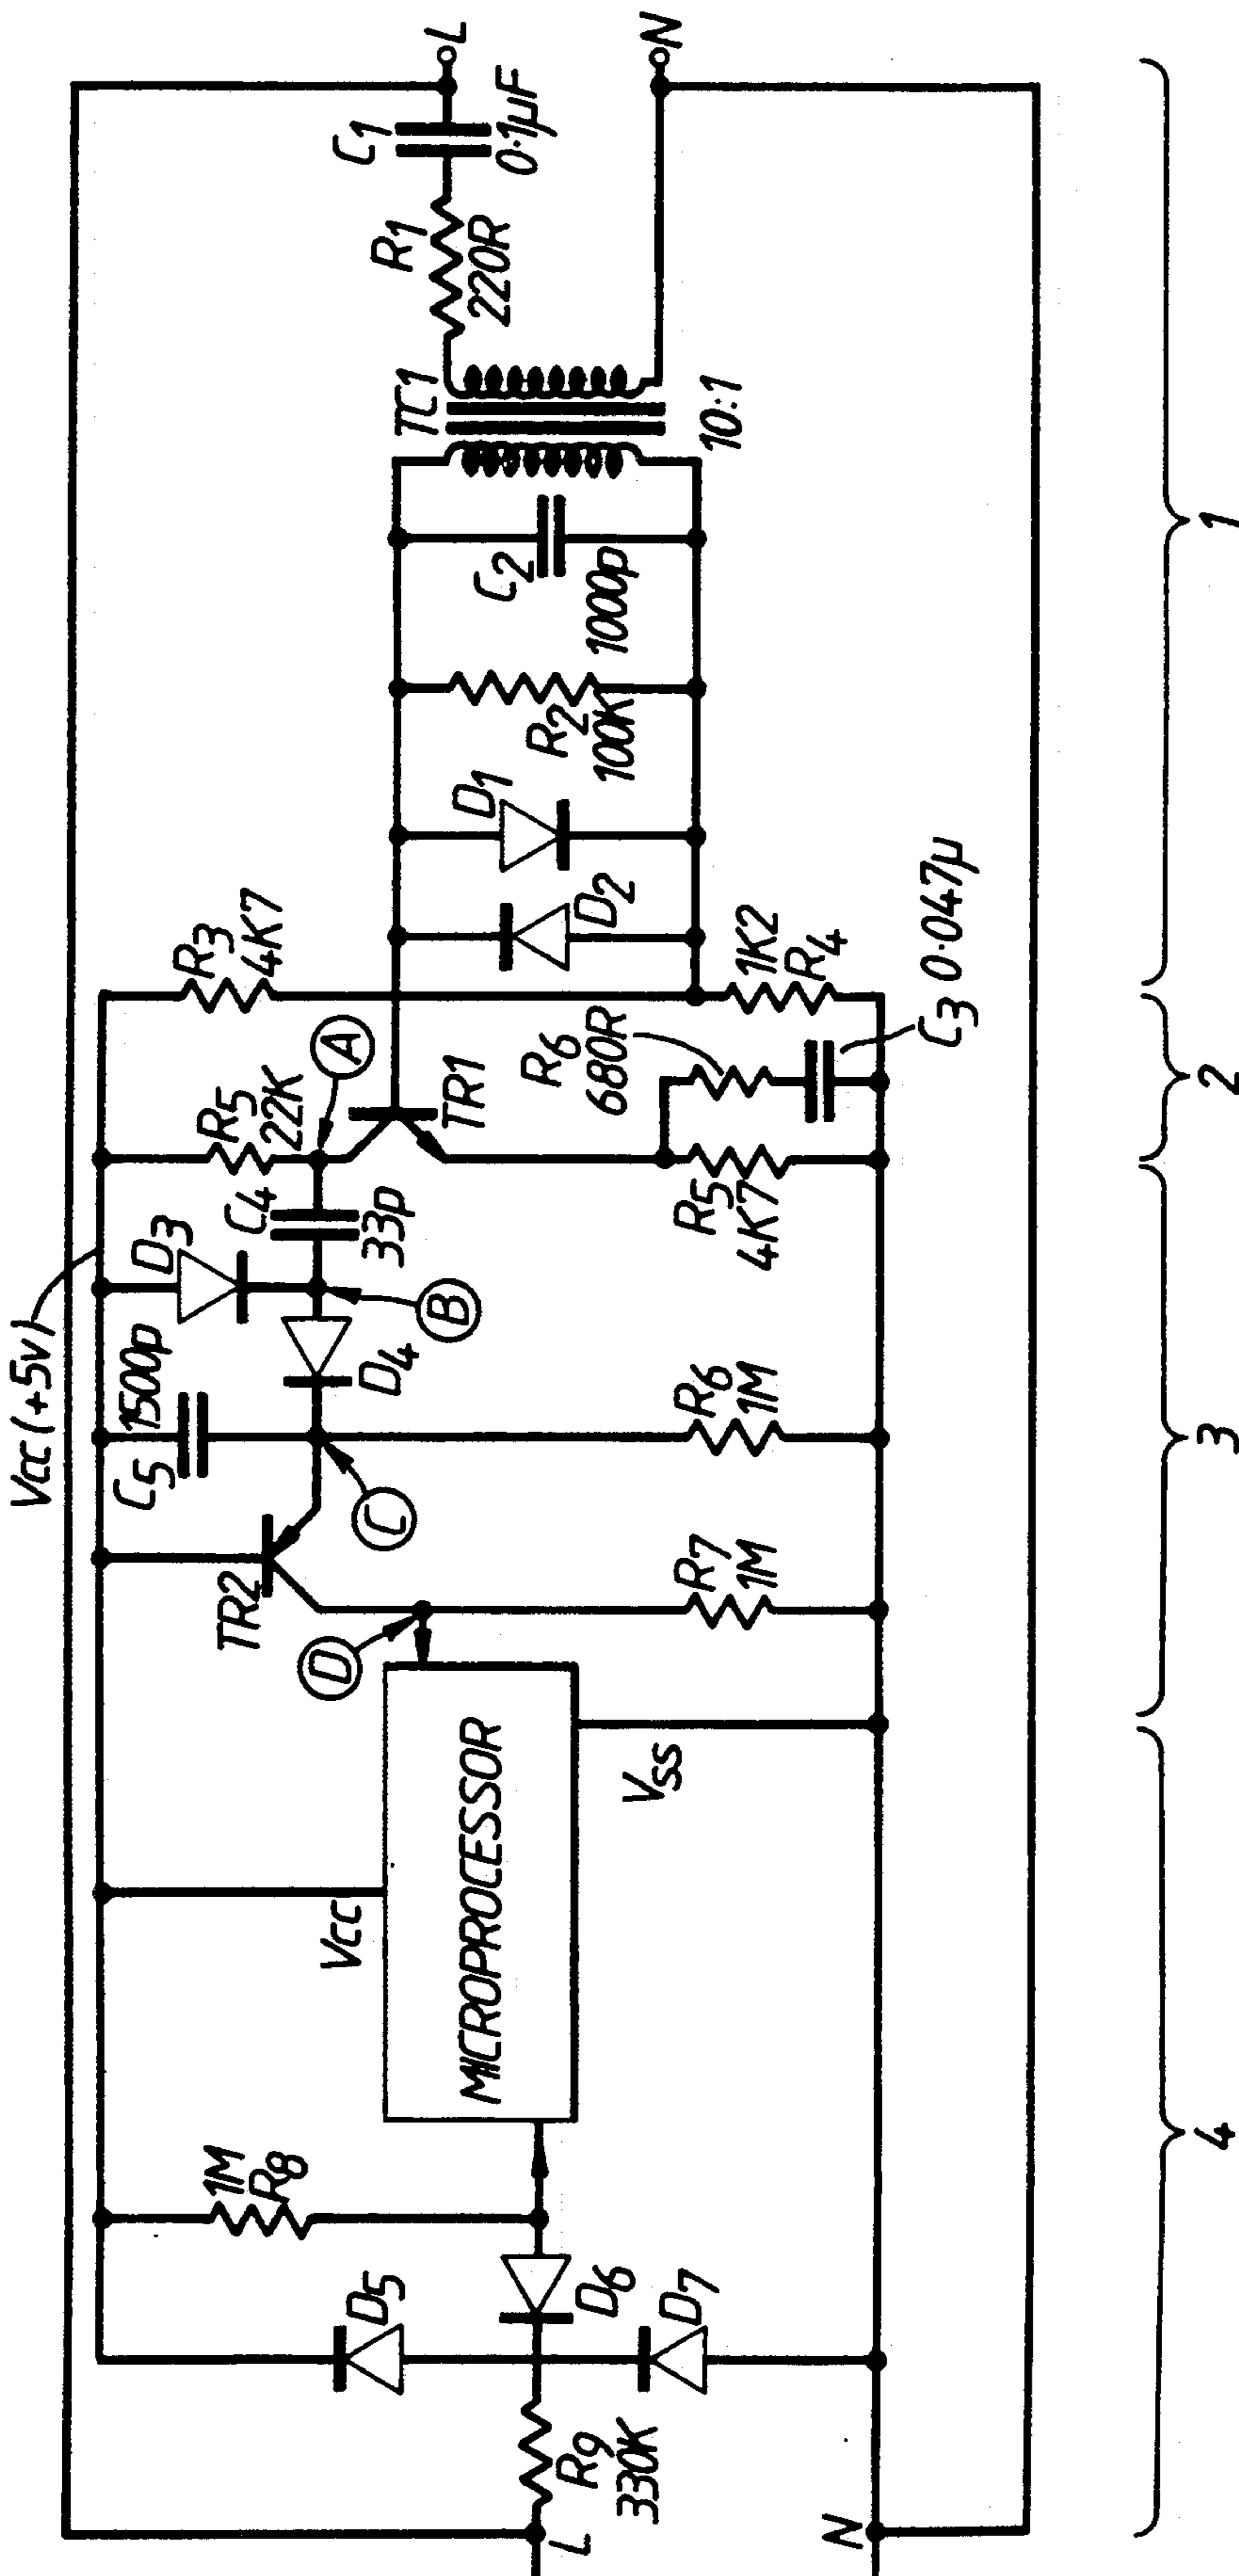 Vcc (+5v)
L
N
C1
0·1µF
R1
220R
TC1
10:1
C2
1000p
R2
100K
D1
D2
R3
4K7
1K2
R4
A
TR1
R6
680R
C3 0·047µ
R5
22K
C4
33p
R5
4K7
D3
B
D4
C5
1500p
C
R6
1M
TR2
D
R7
1M
MICROPROCESSOR
Vcc
Vss
1M
R8
D5
D6
D7
R9
330K
L
N
1
2
3
4